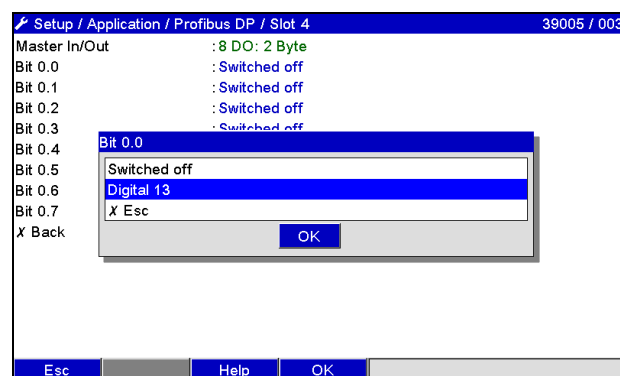 Setup / Application / Profibus DP / Slot 4 39005 / 003
Master In/Out :8 DO: 2 Byte
Bit 0.0 :Switched off
Bit 0.1 :Switched off
Bit 0.2 :Switched off
Bit 0.3 :Switched off
Bit 0.4
Bit 0.5
Bit 0.6
Bit 0.7
X Back
Bit 0.0
Switched off
Digital 13
X Esc
OK
Esc Help OK